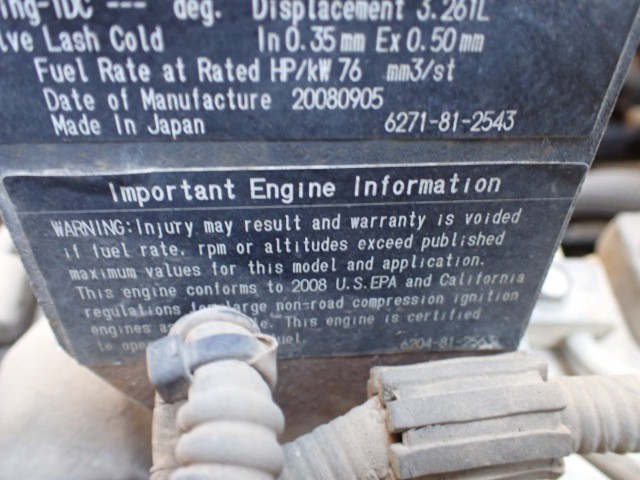 deg. Displacement 3.261L
Lash Cold In 0.35 mm Ex 0.50 mm
Fuel Rate at Rated HP/kW 76 mm3/st
Date of Manufacture 20080905
Made In Japan 6271-81-2543
Important Engine Information
WARNING: Injury may result and warranty is voided
if fuel rate. rpm or altitudes exceed published
maximum values for this model and application.
This engine conforms to 2008 U.S.EPA and California
regulations large non-road compression ignition
engines This engine is certified
to